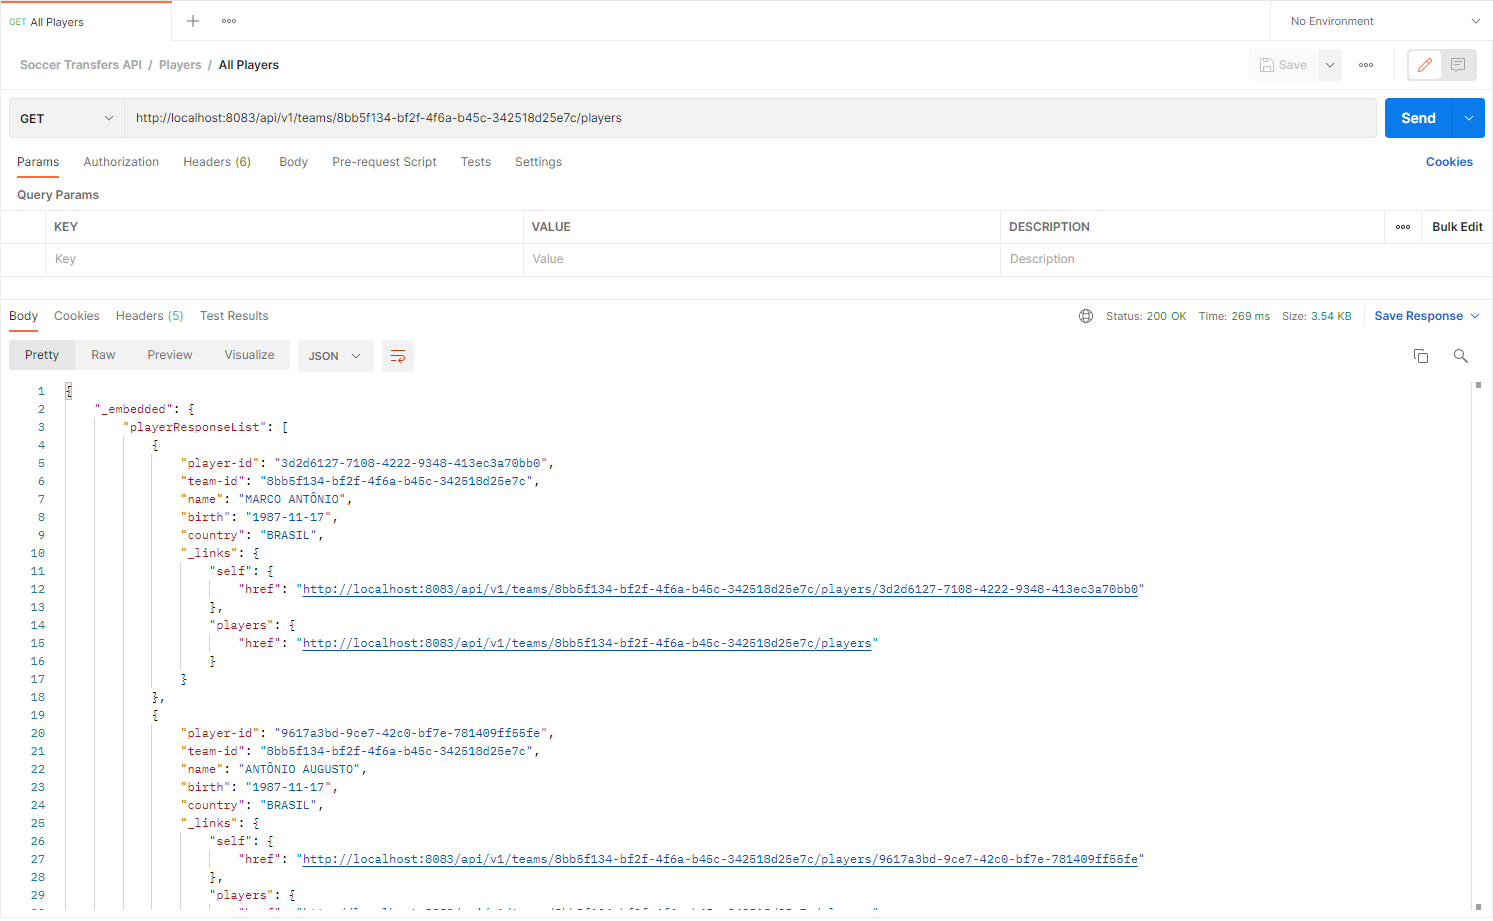 GET All Players
No Environment
Soccer Transfers API / Players / All Players
Save
GET http://localhost:8083/api/v1/teams/8bb5f134-bf2f-4f6a-b45c-342518d25e7c/players
Send
Params Authorization Headers (6) Body Pre-request Script Tests Settings Cookies
Query Params
KEY VALUE DESCRIPTION Bulk Edit
Key Value Description
Body Cookies Headers (5) Test Results Status: 200 OK Time: 269 ms Size: 3.54 KB Save Response
Pretty Raw Preview Visualize JSON
1 {
2 "_embedded": {
3 "playerResponseList": [
4 {
5 "player-id": "3d2d6127-7108-4222-9348-413ec3a70bb0",
6 "team-id": "8bb5f134-bf2f-4f6a-b45c-342518d25e7c",
7 "name": "MARCO ANTÔNIO",
8 "birth": "1987-11-17",
9 "country": "BRASIL",
10 "_links": {
11 "self": {
12 "href": "http://localhost:8083/api/v1/teams/8bb5f134-bf2f-4f6a-b45c-342518d25e7c/players/3d2d6127-7108-4222-9348-413ec3a70bb0"
13 },
14 "players": {
15 "href": "http://localhost:8083/api/v1/teams/8bb5f134-bf2f-4f6a-b45c-342518d25e7c/players"
16 }
17 }
18 },
19 {
20 "player-id": "9617a3bd-9ce7-42c0-bf7e-781409ff55fe",
21 "team-id": "8bb5f134-bf2f-4f6a-b45c-342518d25e7c",
22 "name": "ANTÔNIO AUGUSTO",
23 "birth": "1987-11-17",
24 "country": "BRASIL",
25 "_links": {
26 "self": {
27 "href": "http://localhost:8083/api/v1/teams/8bb5f134-bf2f-4f6a-b45c-342518d25e7c/players/9617a3bd-9ce7-42c0-bf7e-781409ff55fe"
28 },
29 "players": {